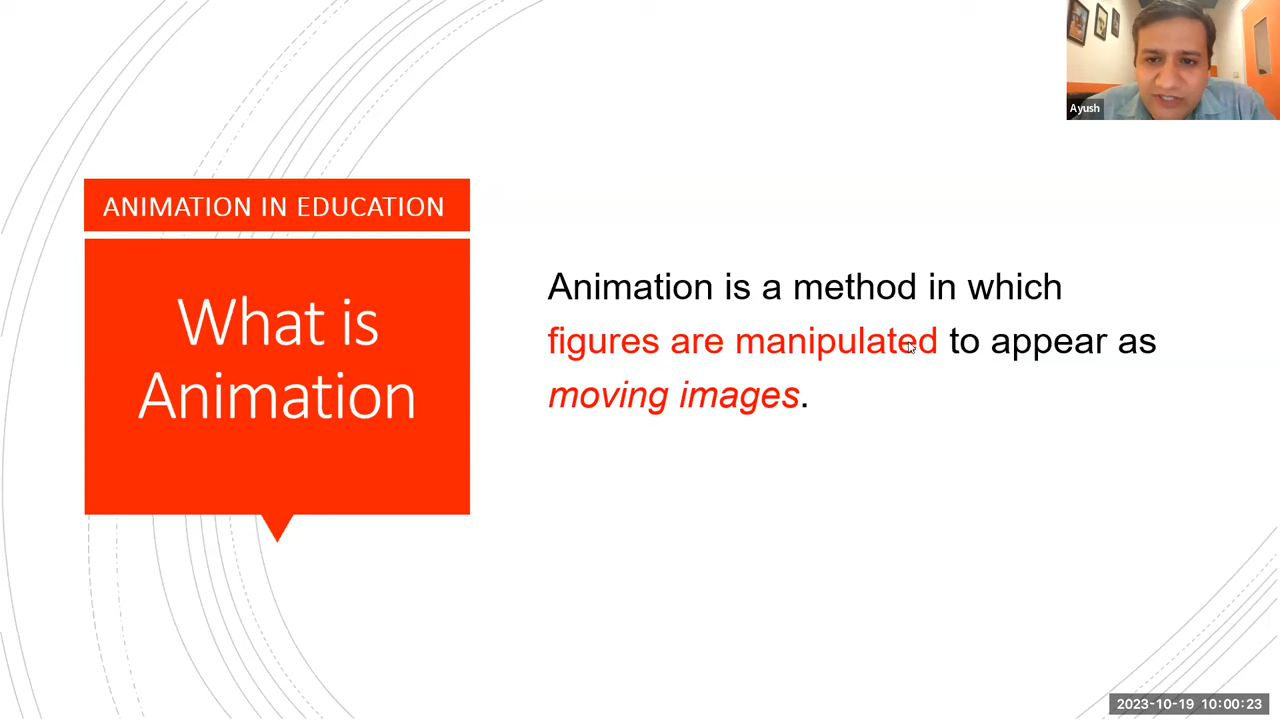 Ayush
ANIMATION IN EDUCATION
What is
Animation
Animation is a method in which
figures are manipulated to appear as
moving images.
2023-10-19 10:00:23